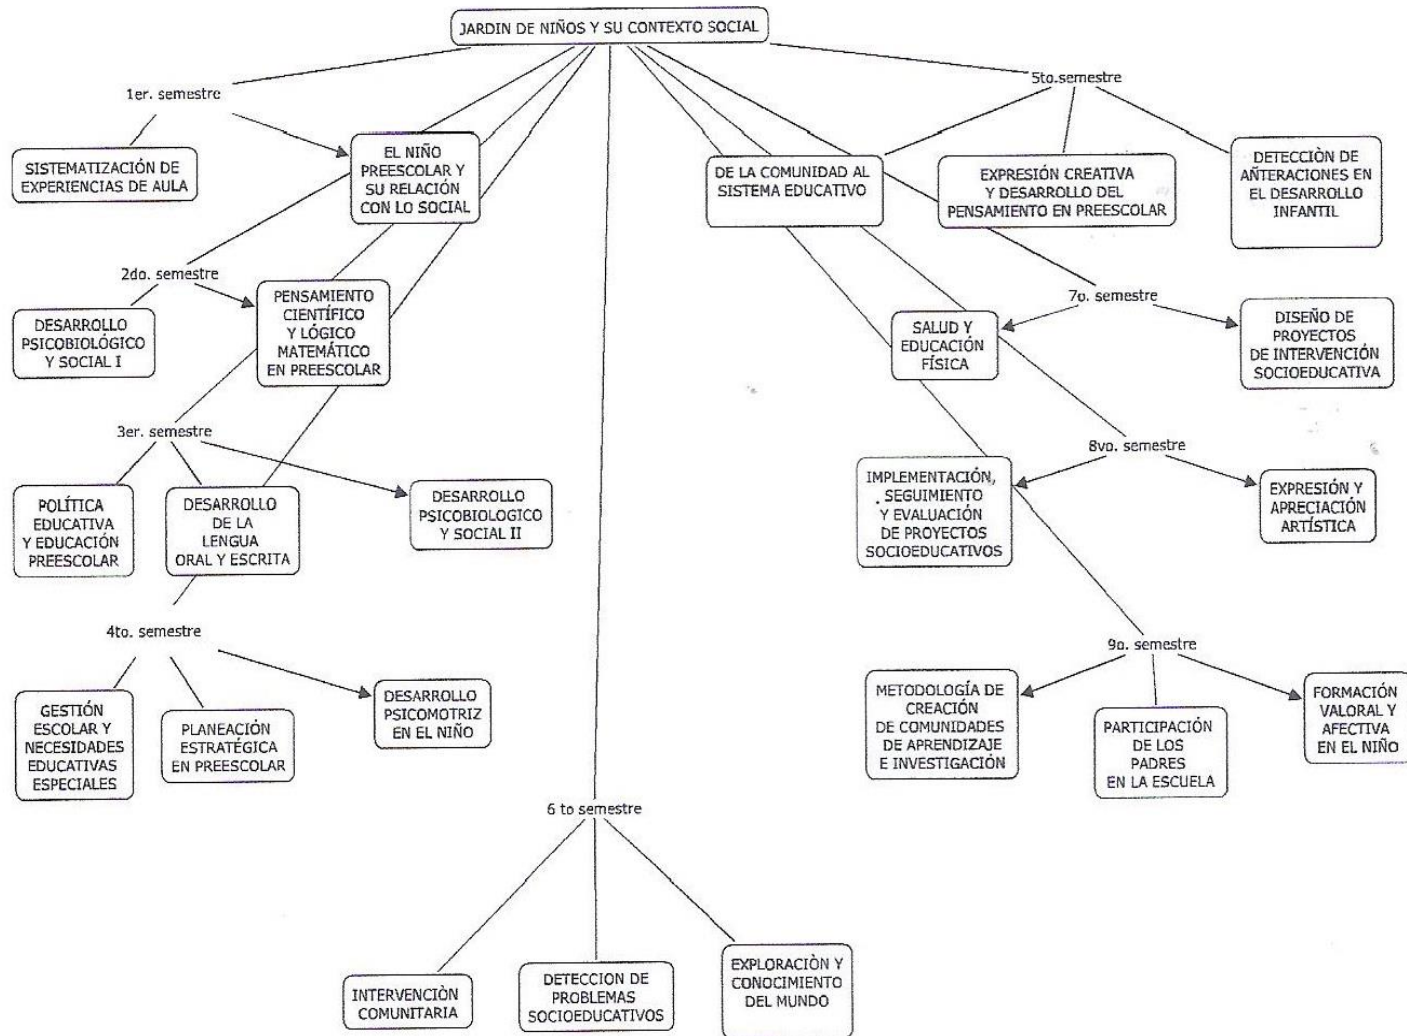 JARDIN DE NIÑOS Y SU CONTEXTO SOCIAL
1er. semestre
SISTEMATIZACIÓN DE
EXPERIENCIAS DE AULA
EL NIÑO
PREESCOLAR Y
SU RELACIÓN
CON LO SOCIAL
2do. semestre
DESARROLLO
PSICOBIOLÓGICO
Y SOCIAL I
PENSAMIENTO
CIENTÍFICO
Y LÓGICO
MATEMÁTICO
EN PREESCOLAR
3er. semestre
POLÍTICA
EDUCATIVA
Y EDUCACIÓN
PREESCOLAR
DESARROLLO
DE LA
LENGUA
ORAL Y ESCRITA
DESARROLLO
PSICOBIOLOGICO
Y SOCIAL II
4to. semestre
GESTIÓN
ESCOLAR Y
NECESIDADES
EDUCATIVAS
ESPECIALES
PLANEACIÓN
ESTRATÉGICA
EN PREESCOLAR
DESARROLLO
PSICOMOTRIZ
EN EL NIÑO
5to.semestre
DE LA COMUNIDAD AL
SISTEMA EDUCATIVO
EXPRESIÓN CREATIVA
Y DESARROLLO DEL
PENSAMIENTO EN PREESCOLAR
DETECCIÒN DE
AÑTERACIONES EN
EL DESARROLLO
INFANTIL
6 to semestre
INTERVENCIÒN
COMUNITARIA
DETECCION DE
PROBLEMAS
SOCIOEDUCATIVOS
EXPLORACIÒN Y
CONOCIMIENTO
DEL MUNDO
7o. semestre
SALUD Y
EDUCACIÓN
FÍSICA
DISEÑO DE
PROYECTOS
DE INTERVENCIÓN
SOCIOEDUCATIVA
8vo. semestre
IMPLEMENTACIÓN,
SEGUIMIENTO
Y EVALUACIÓN
DE PROYECTOS
SOCIOEDUCATIVOS
EXPRESIÓN Y
APRECIACIÓN
ARTÍSTICA
9o. semestre
METODOLOGÍA DE
CREACIÓN
DE COMUNIDADES
DE APRENDIZAJE
E INVESTIGACIÓN
PARTICIPACIÓN
DE LOS
PADRES
EN LA ESCUELA
FORMACIÓN
VALORAL Y
AFECTIVA
EN EL NIÑO